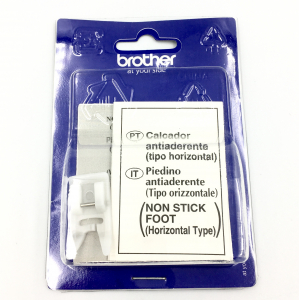 brother
at your side
PT Calcador
antiaderente
(tipo horizontal)
IT Piedino
antiaderente
(Tipo orizzontale)
(NON STICK
FOOT
(Horizontal Type))